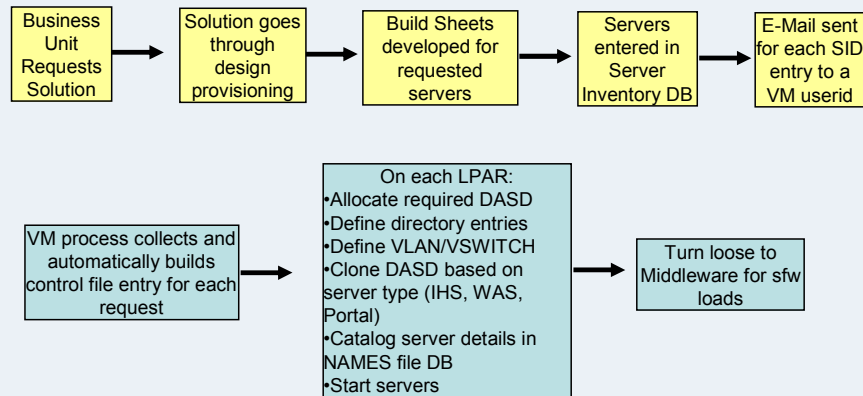 Business
Unit
Requests
Solution
Solution goes
through
design
provisioning
Build Sheets
developed for
requested
servers
Servers
entered in
Server
Inventory DB
E-Mail sent
for each SID
entry to a
VM userid
VM process collects and
automatically builds
control file entry for each
request
On each LPAR:
•Allocate required DASD
•Define directory entries
•Define VLAN/VSWITCH
•Clone DASD based on
server type (IHS, WAS,
Portal)
•Catalog server details in
NAMES file DB
•Start servers
Turn loose to
Middleware for sfw
loads